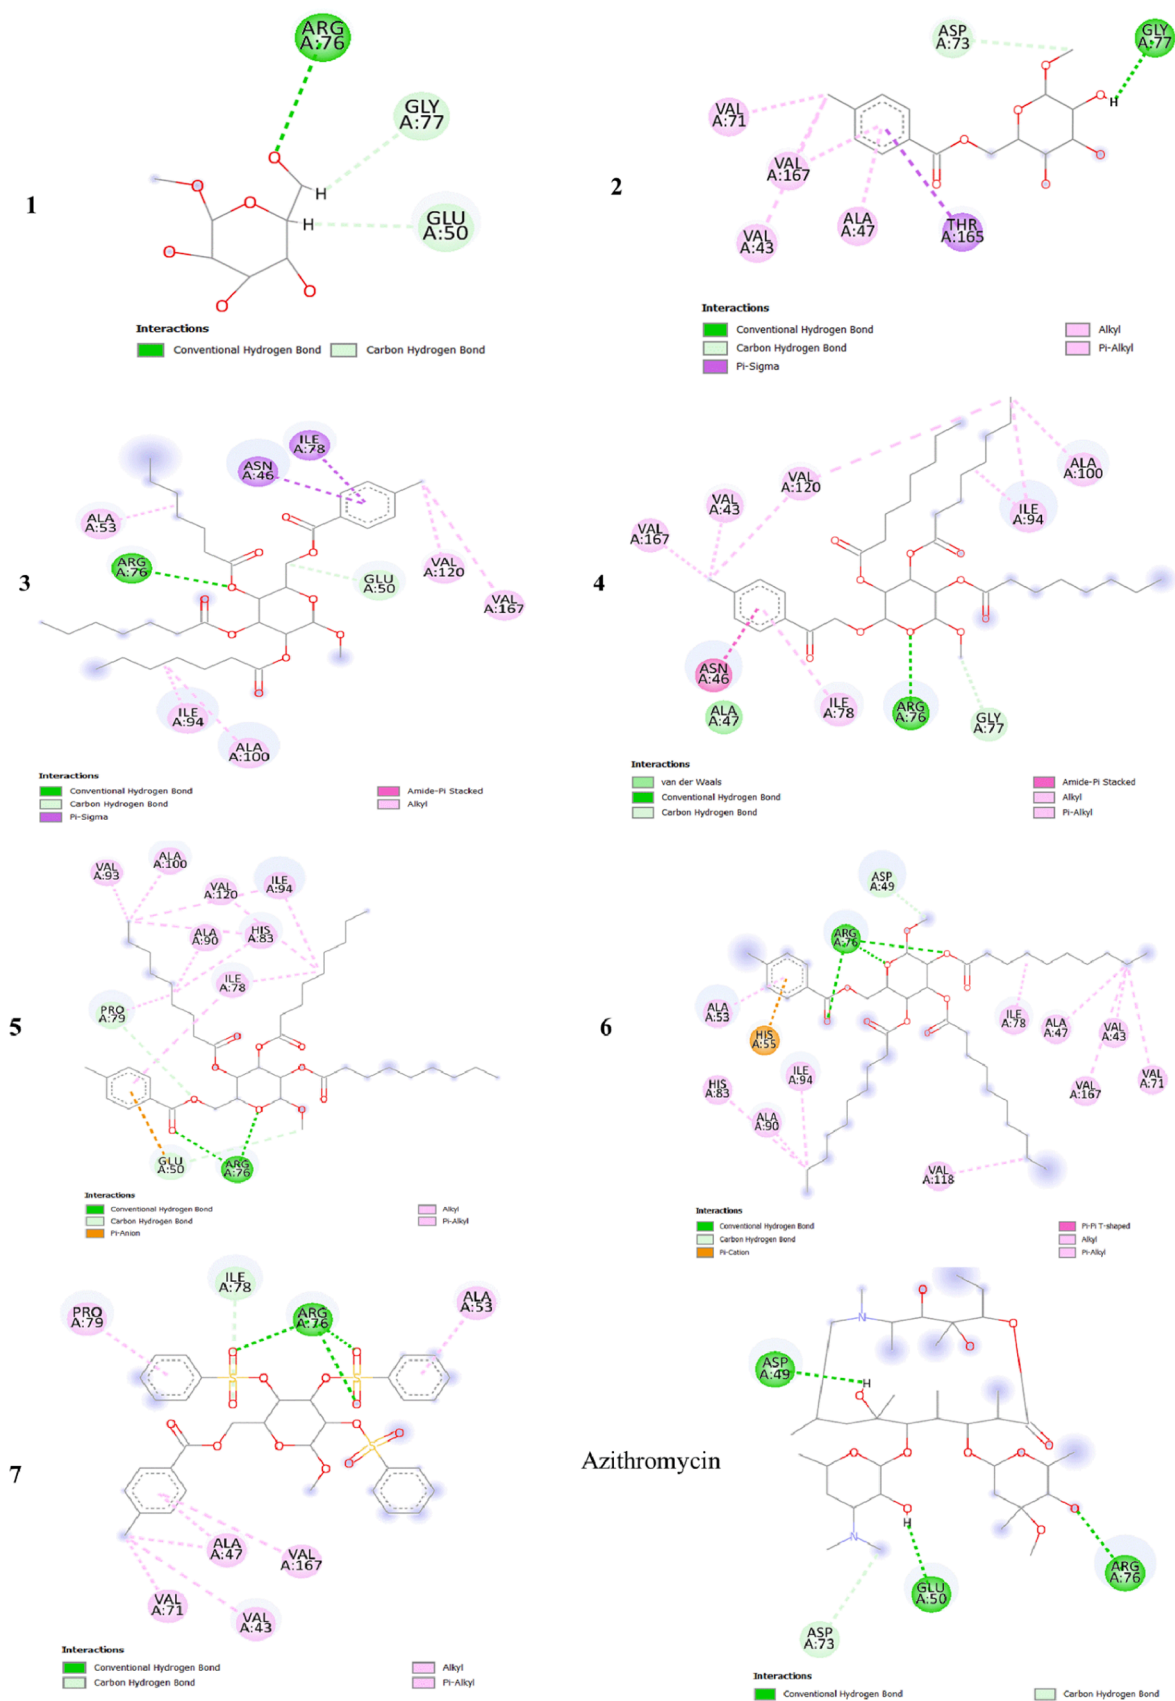 ARG
A:76
GLY
A:77
GLU
A:50
O
O
H
O
H
O
O
O
1
Interactions
Conventional Hydrogen Bond
Carbon Hydrogen Bond
ASP
A:73
GLY
A:77
VAL
A:71
VAL
A:167
VAL
A:43
ALA
A:47
THR
A:165
O
O
O
O
O
O
O
H
2
Interactions
Conventional Hydrogen Bond
Carbon Hydrogen Bond
Pi-Sigma
Alkyl
Pi-Alkyl
ILE
A:78
ASN
A:46
ALA
A:53
ARG
A:76
GLU
A:50
VAL
A:120
VAL
A:167
ILE
A:94
ALA
A:100
O
O
O
O
O
O
O
O
O
O
3
Interactions
Conventional Hydrogen Bond
Carbon Hydrogen Bond
Pi-Sigma
Amide-Pi Stacked
Alkyl
VAL
A:120
ALA
A:100
VAL
A:43
ILE
A:94
VAL
A:167
ASN
A:46
ALA
A:47
ILE
A:78
ARG
A:76
GLY
A:77
O
O
O
O
O
O
O
O
O
O
4
Interactions
van der Waals
Conventional Hydrogen Bond
Carbon Hydrogen Bond
Amide-Pi Stacked
Alkyl
Pi-Alkyl
VAL
A:93
ALA
A:100
VAL
A:120
ILE
A:94
ALA
A:90
HIS
A:83
ILE
A:78
PRO
A:79
GLU
A:50
ARG
A:76
O
O
O
O
O
O
O
O
O
O
5
Interactions
Conventional Hydrogen Bond
Carbon Hydrogen Bond
Pi-Anion
Alkyl
Pi-Alkyl
ASP
A:49
ARG
A:76
ALA
A:53
HIS
A:55
ILE
A:78
ALA
A:47
VAL
A:43
VAL
A:167
VAL
A:71
HIS
A:83
ILE
A:94
ALA
A:90
VAL
A:118
O
O
O
O
O
O
O
O
O
O
6
Interactions
Conventional Hydrogen Bond
Carbon Hydrogen Bond
Pi-Cation
Pi-Pi T-shaped
Alkyl
Pi-Alkyl
ILE
A:78
PRO
A:79
ARG
A:76
ALA
A:53
ALA
A:47
VAL
A:167
VAL
A:71
VAL
A:43
O
O
S
O
O
O
S
O
O
O
O
O
O
S
O
O
O
7
Interactions
Conventional Hydrogen Bond
Carbon Hydrogen Bond
Alkyl
Pi-Alkyl
N
O
O
O
ASP
A:49
H
O
O
O
O
O
O
O
H
N
O
O
Azithromycin
GLU
A:50
ARG
A:76
ASP
A:73
Interactions
Conventional Hydrogen Bond
Carbon Hydrogen Bond